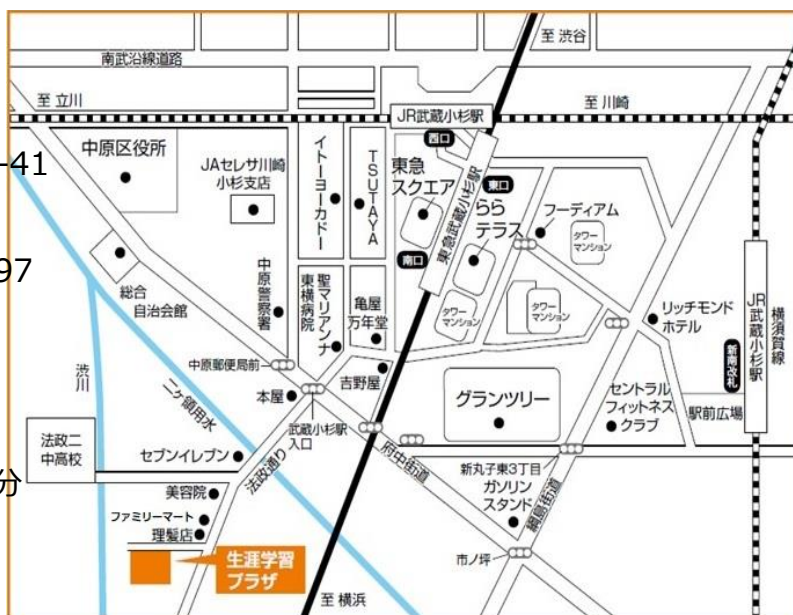 至 渋谷
南武沿線道路
至 立川
JR武蔵小杉駅
至 川崎
西口
中原区役所
-41
JAセレサ川崎
小杉支店
イトーヨーカドー
TSUTAYA
東急
スクエア
東急武蔵小杉駅
東口
らら
テラス
フーディアム
タワー
マンション
南口
97
総合
自治会館
中原警察署
聖マリアンナ
東横病院
亀屋
万年堂
タワー
マンション
タワー
マンション
リッチモンド
ホテル
JR武蔵小杉駅
横須賀線
新南改札
中原郵便局前
渋川
二ヶ領用水
本屋
吉野屋
武蔵小杉駅
入口
グランツリー
セントラル
フィットネス
クラブ
駅前広場
法政二
中高校
セブンイレブン
法政通り
府中街道
新丸子東3丁目
ガソリン
スタンド
綱島街道
分
美容院
ファミリーマート
理髪店
生涯学習
プラザ
市ノ坪
至 横浜